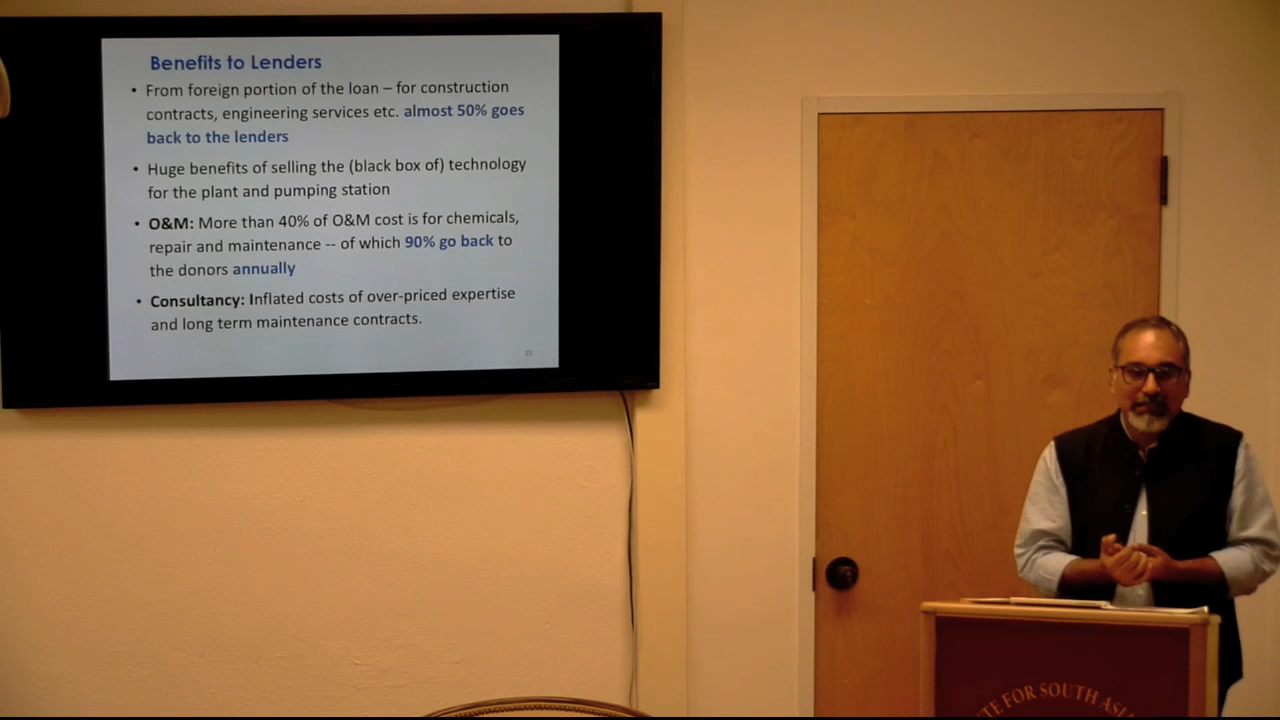 Benefits to Lenders
• From foreign portion of the loan – for construction
contracts, engineering services etc. almost 50% goes
back to the lenders
• Huge benefits of selling the (black box of) technology
for the plant and pumping station
• O&M: More than 40% of O&M cost is for chemicals,
repair and maintenance -- of which 90% go back to
the donors annually
• Consultancy: Inflated costs of over-priced expertise
and long term maintenance contracts.
FOR SOUTH